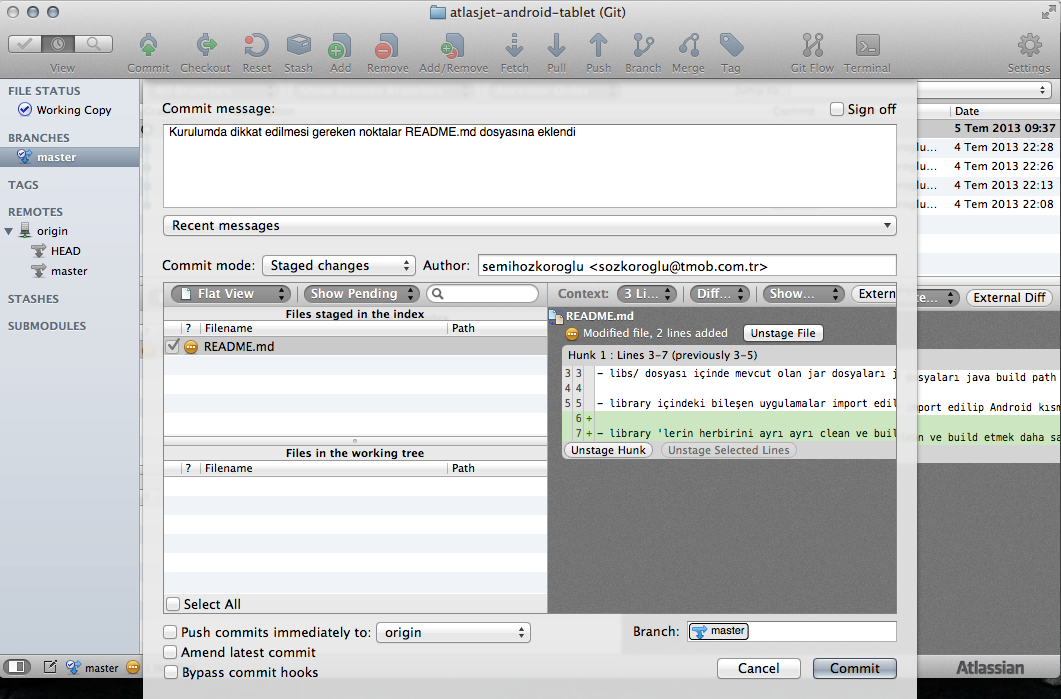 atlasjet-android-tablet (Git)
View Commit Checkout Reset Stash Add Remove Add/Remove Fetch Pull Push Branch Merge Tag Git Flow Terminal Settings
FILE STATUS
Working Copy
BRANCHES
master
TAGS
REMOTES
origin
HEAD
master
STASHES
SUBMODULES
Commit message:
Sign off
Kurulumda dikkat edilmesi gereken noktalar README.md dosyasına eklendi
Recent messages
Commit mode: Staged changes Author: semihozkoroglu <sozkoroglu@tmob.com.tr>
Flat View Show Pending
Files staged in the index
? Filename Path
README.md
Files in the working tree
? Filename Path
Select All
Context: 3 Li... Diff... Show... Extern
README.md
Modified file, 2 lines added Unstage File
Hunk 1 : Lines 3-7 (previously 3-5)
3 3 - libs/ dosyası içinde mevcut olan jar dosyaları j
4 4
5 5 - library içindeki bileşen uygulamalar import edil
6 +
7 +- library 'lerin herbirini ayrı ayrı clean ve buil
Unstage Hunk Unstage Selected Lines
Push commits immediately to: origin
Amend latest commit
Bypass commit hooks
Branch: master
Cancel Commit
Date
5 Tem 2013 09:37
lu... 4 Tem 2013 22:28
lu... 4 Tem 2013 22:26
lu... 4 Tem 2013 22:13
lu... 4 Tem 2013 22:08
e... External Diff
syaları java build path
port edilip Android kısm
n ve build etmek daha sa
master
Atlassian